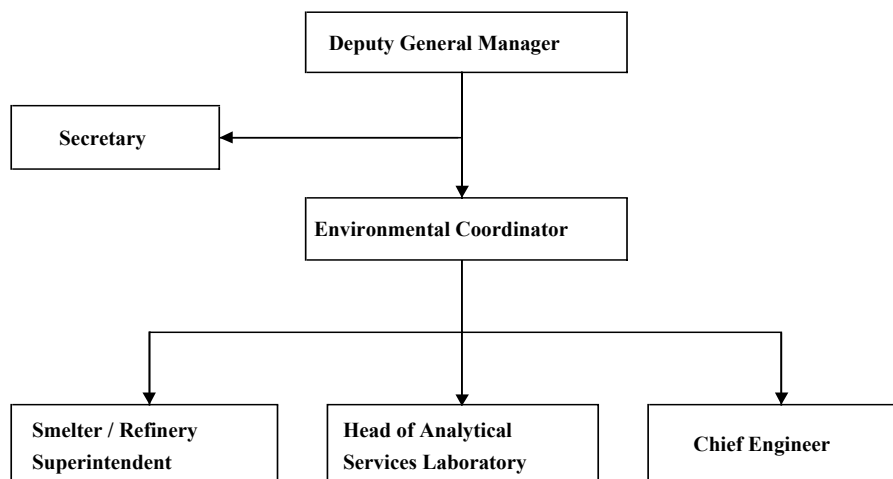 Deputy General Manager
Secretary
Environmental Coordinator
Smelter / Refinery
Superintendent
Head of Analytical
Services Laboratory
Chief Engineer